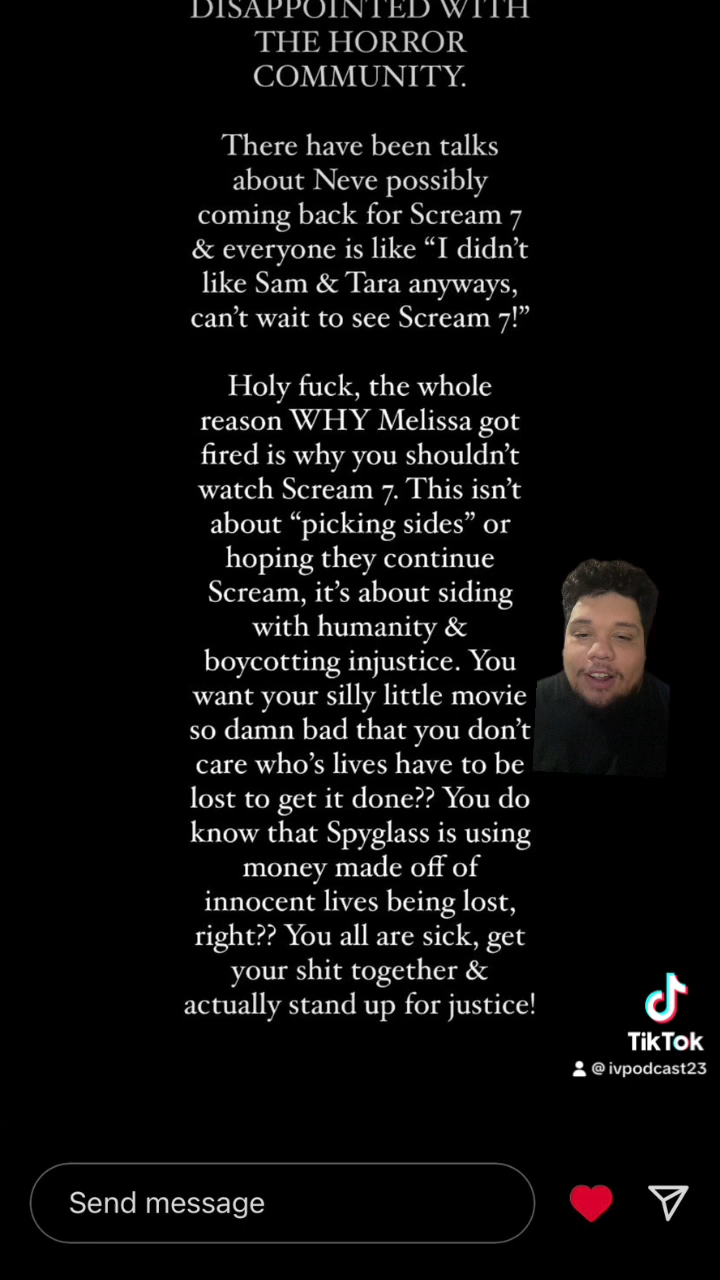 DISAPPOINTED WITH
THE HORROR
COMMUNITY.
There have been talks
about Neve possibly
coming back for Scream 7
& everyone is like “I didn’t
like Sam & Tara anyways,
can’t wait to see Scream 7!”
Holy fuck, the whole
reason WHY Melissa got
fired is why you shouldn’t
watch Scream 7. This isn’t
about “picking sides” or
hoping they continue
Scream, it’s about siding
with humanity &
boycotting injustice. You
want your silly little movie
so damn bad that you don’t
care who’s lives have to be
lost to get it done?? You do
know that Spyglass is using
money made off of
innocent lives being lost,
right?? You all are sick, get
your shit together &
actually stand up for justice!
TikTok
@ivpodcast23
Send message